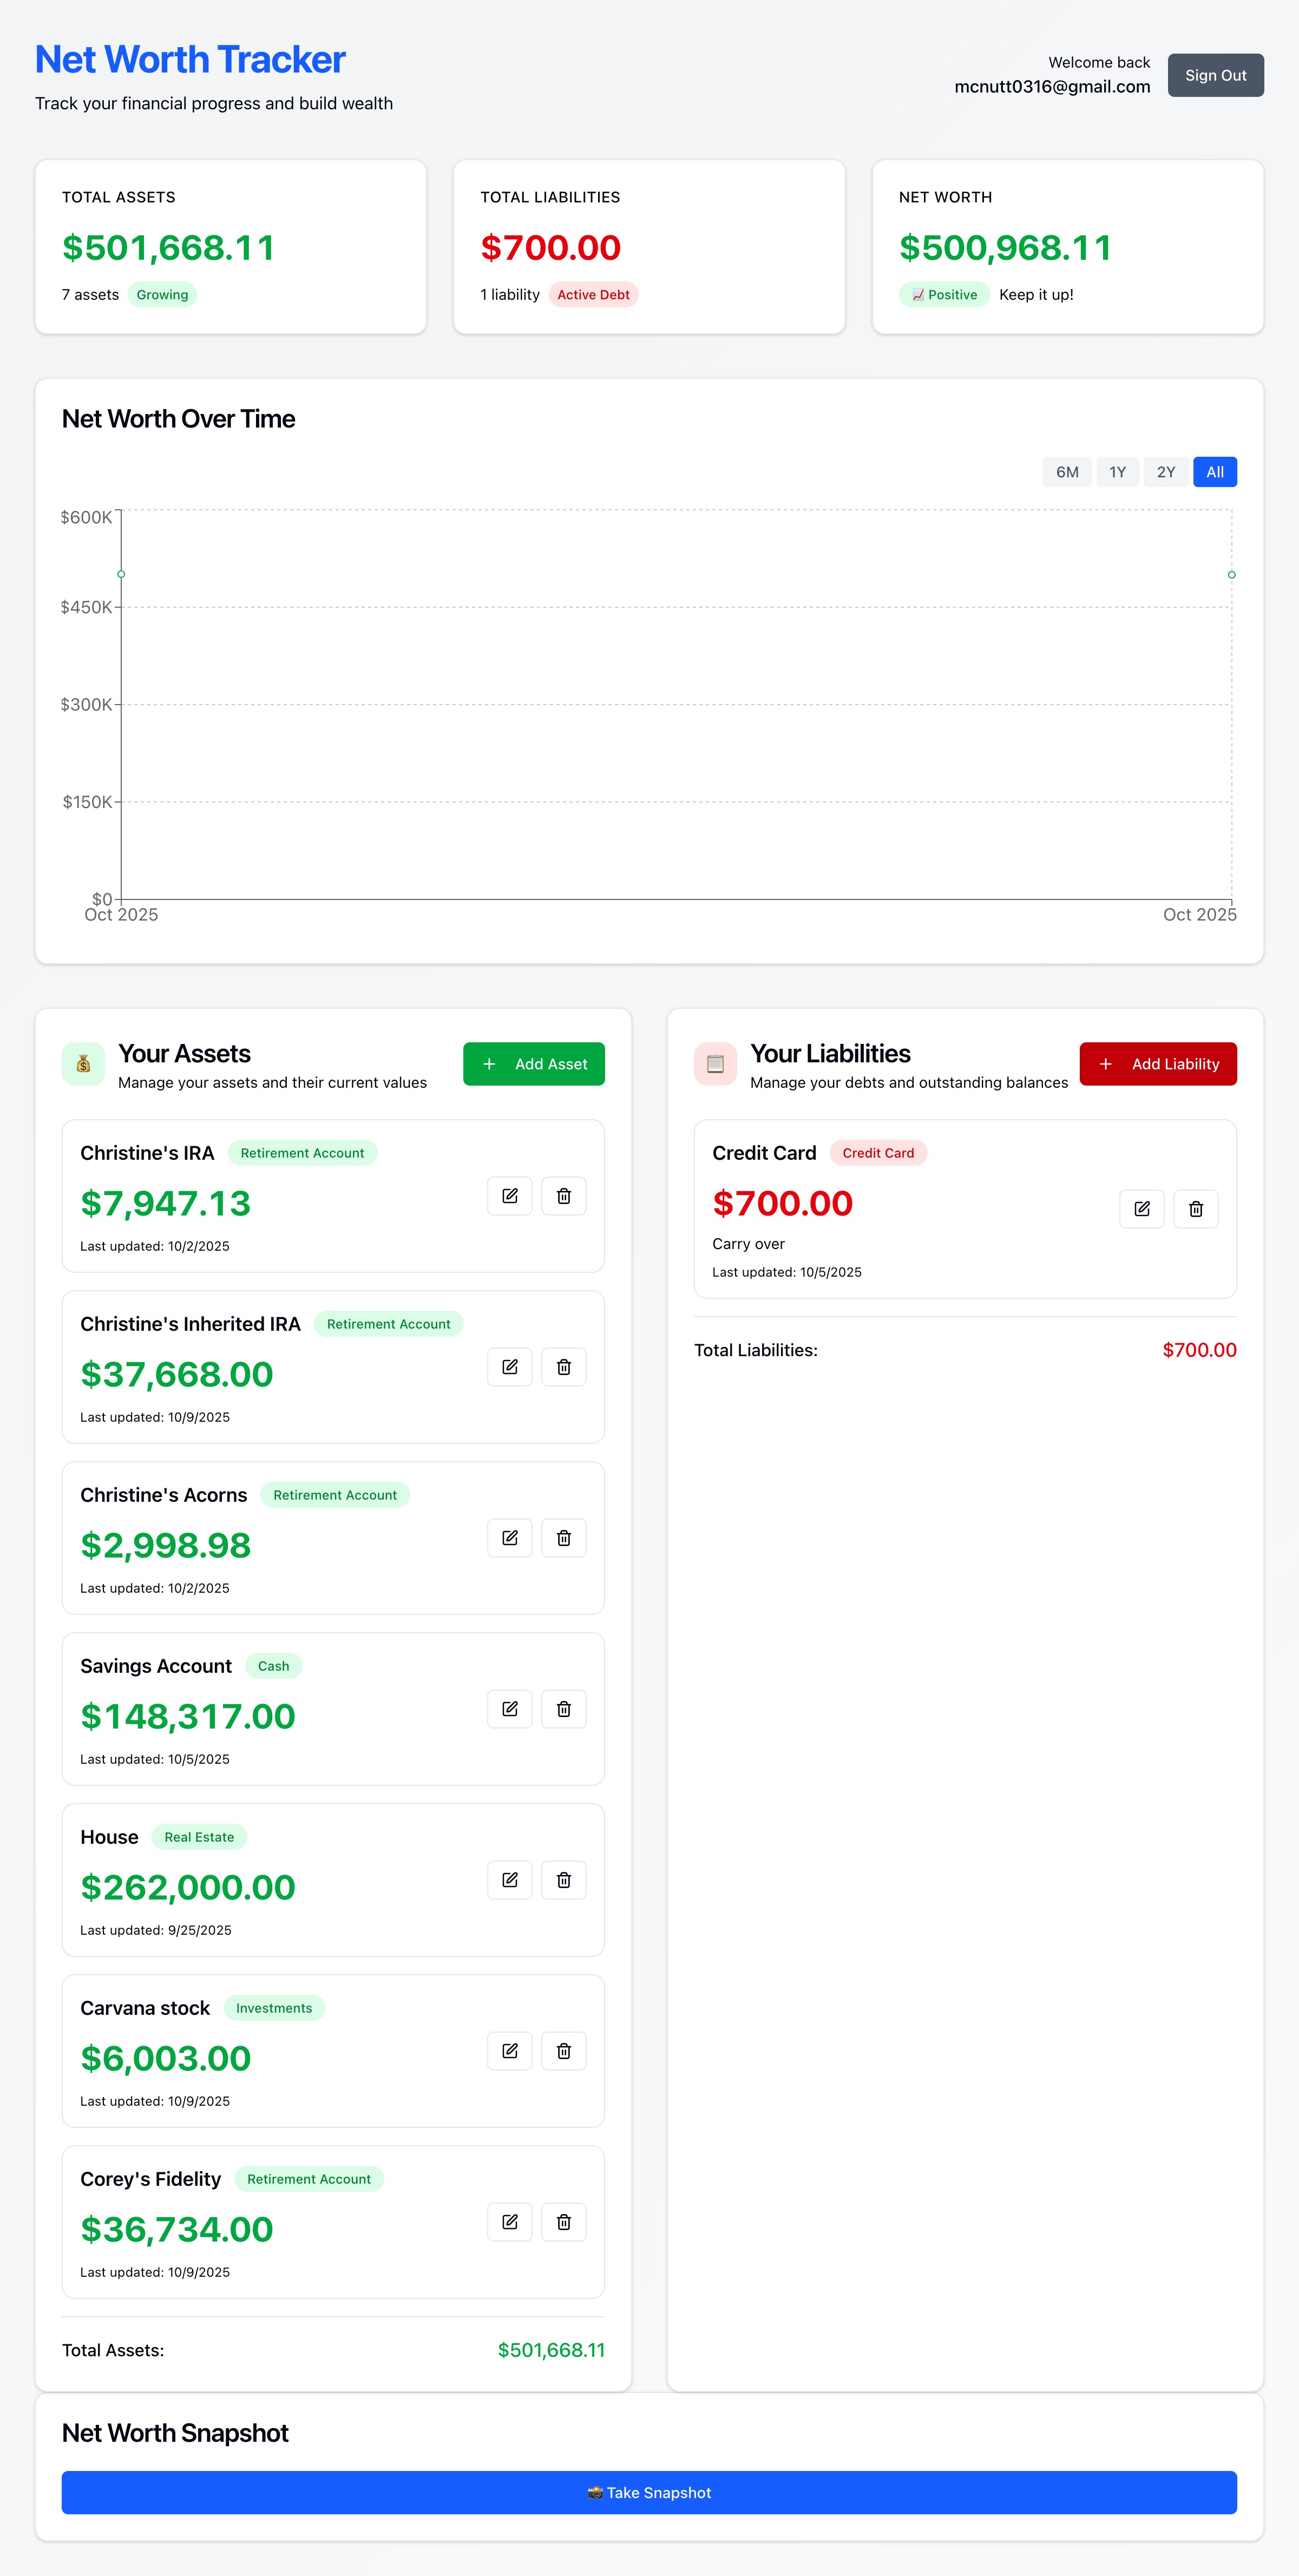 Net Worth Tracker
Track your financial progress and build wealth
Welcome back
mcnutt0316@gmail.com
Sign Out
TOTAL ASSETS
$501,668.11
7 assets Growing
TOTAL LIABILITIES
$700.00
1 liability Active Debt
NET WORTH
$500,968.11
📈 Positive Keep it up!
Net Worth Over Time
6M 1Y 2Y All
$600K
$450K
$300K
$150K
$0
Oct 2025 Oct 2025
Your Assets
Manage your assets and their current values
+ Add Asset
Christine's IRA Retirement Account
$7,947.13
Last updated: 10/2/2025
Christine's Inherited IRA Retirement Account
$37,668.00
Last updated: 10/9/2025
Christine's Acorns Retirement Account
$2,998.98
Last updated: 10/2/2025
Savings Account Cash
$148,317.00
Last updated: 10/5/2025
House Real Estate
$262,000.00
Last updated: 9/25/2025
Carvana stock Investments
$6,003.00
Last updated: 10/9/2025
Corey's Fidelity Retirement Account
$36,734.00
Last updated: 10/9/2025
Total Assets: $501,668.11
Your Liabilities
Manage your debts and outstanding balances
+ Add Liability
Credit Card Credit Card
$700.00
Carry over
Last updated: 10/5/2025
Total Liabilities: $700.00
Net Worth Snapshot
📸 Take Snapshot